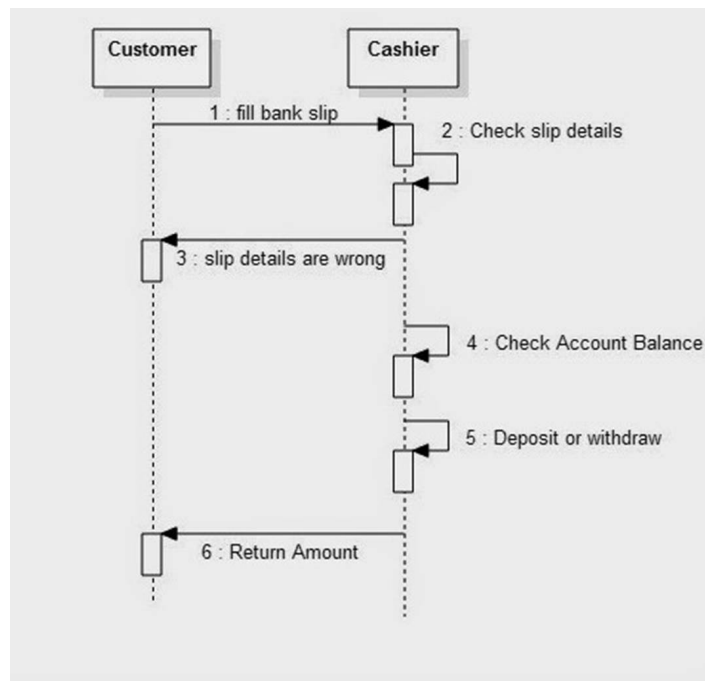 Customer
Cashier
1 : fill bank slip
2 : Check slip details
3 : slip details are wrong
4 : Check Account Balance
5 : Deposit or withdraw
6 : Return Amount